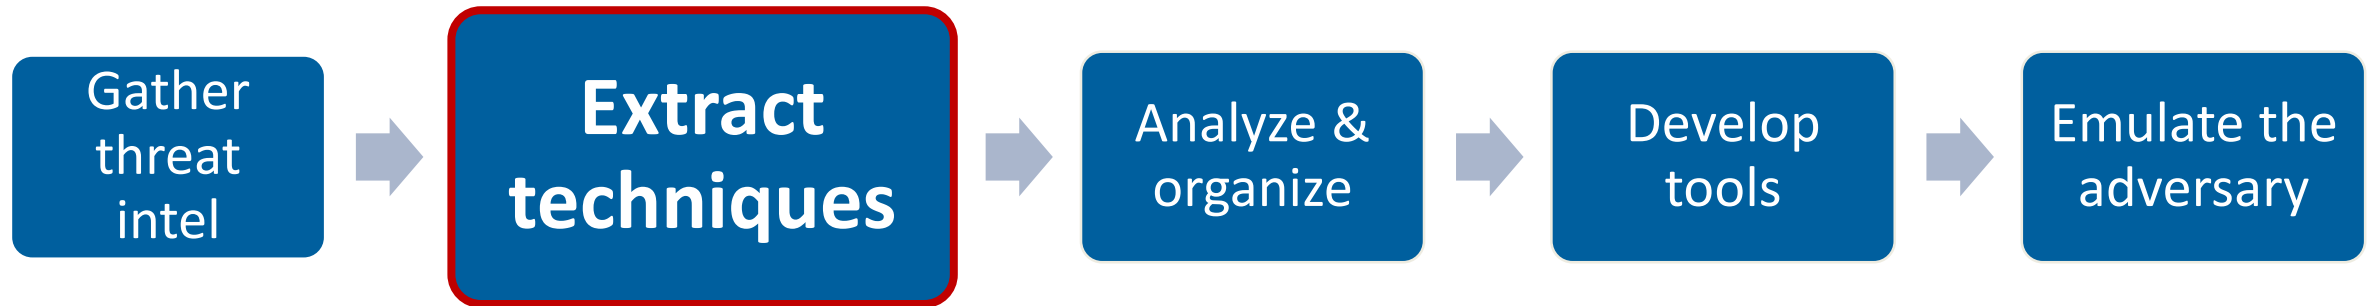 Gather
threat
intel
Extract
techniques
Analyze &
organize
Develop
tools
Emulate the
adversary